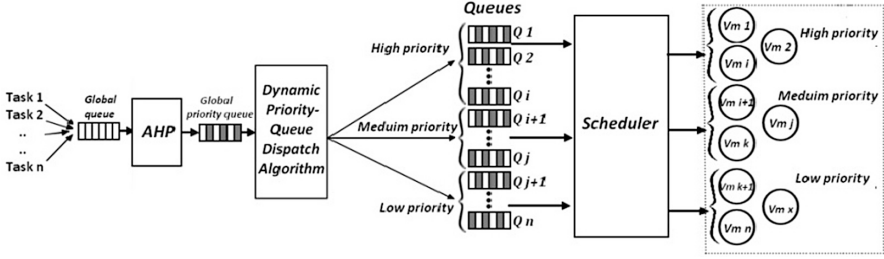 Task 1
Task 2
..
..
Task n
Global
queue
AHP
Global
priority queue
Dynamic
Priority-
Queue
Dispatch
Algorithm
High priority
Meduim priority
Low priority
Queues
Q 1
Q 2
Q i
Q i+1
Q j
Q j+1
Q n
Scheduler
Vm 1
Vm 2
Vm i
High priority
Vm i+1
Vm j
Vm k
Meduim priority
Vm k+1
Vm x
Vm n
Low priority